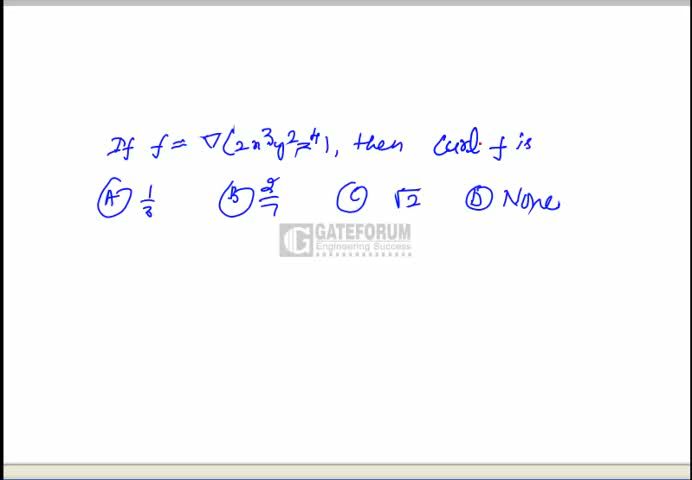 If f = ∇(2x³y²z⁴), then curl f is
(A) 1/3 (B) 2/7 (C) √2 (D) None
GATEFORUM
Engineering Success